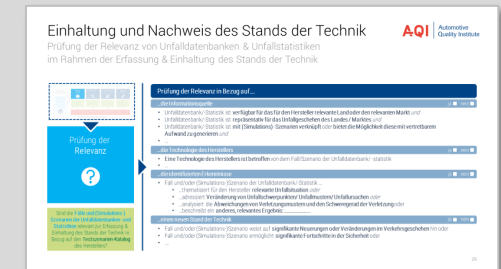 Einhaltung und Nachweis des Stands der Technik
Prüfung der Relevanz von Unfalldatenbanken & Unfallstatistiken
im Rahmen der Erfassung & Einhaltung des Stands der Technik
AQI Automotive
Quality Institute
Prüfung der
Relevanz
?
Sind die Fälle und (Simulations-)
Szenarien der Unfalldatenbanken und
Statistiken relevant zur Erfassung &
Einhaltung des Stands der Technik in
Bezug auf den Testszenarien-Katalog
des Herstellers?
Prüfung der Relevanz in Bezug auf…
…die Informationsquelle
• Unfalldatenbank/-Statistik ist verfügbar für das für den Hersteller relevante Land oder den relevanten Markt und
• Unfalldatenbank/-Statistik ist repräsentativ für das Unfallgeschehen des Landes / Marktes und
• Unfalldatenbank/-Statistik ist mit (Simulations)-Szenarien verknüpft oder bietet die Möglichkeit diese mit vertretbarem
Aufwand zu generieren und
• …
…die Technologie des Herstellers
• Eine Technologie des Herstellers ist betroffen von dem Fall/Szenario der Unfalldatenbank/-statistik
• …
…die identifizierten Erkenntnisse
• Fall und/oder (Simulations-)Szenario der Unfalldatenbank/-Statistik …
• …thematisiert für den Hersteller relevante Unfallsituation oder
• …adressiert Veränderung von Unfallschwerpunkten/ Unfallmustern/ Unfallursachen oder
• …analysiert die Abweichungen von Verletzungsmustern und den Schweregrad der Verletzung oder
• …beschreibt ein anderes, relevantes Ergebnis: ____________
…einen neuen Stand der Technik
• Fall und/oder (Simulations-)Szenario weist auf signifikante Neuerungen oder Veränderungen im Verkehrsgeschehen hin oder
• Fall und/oder (Simulations-)Szenario ermöglicht signifikante Fortschritte in der Sicherheit oder
• …